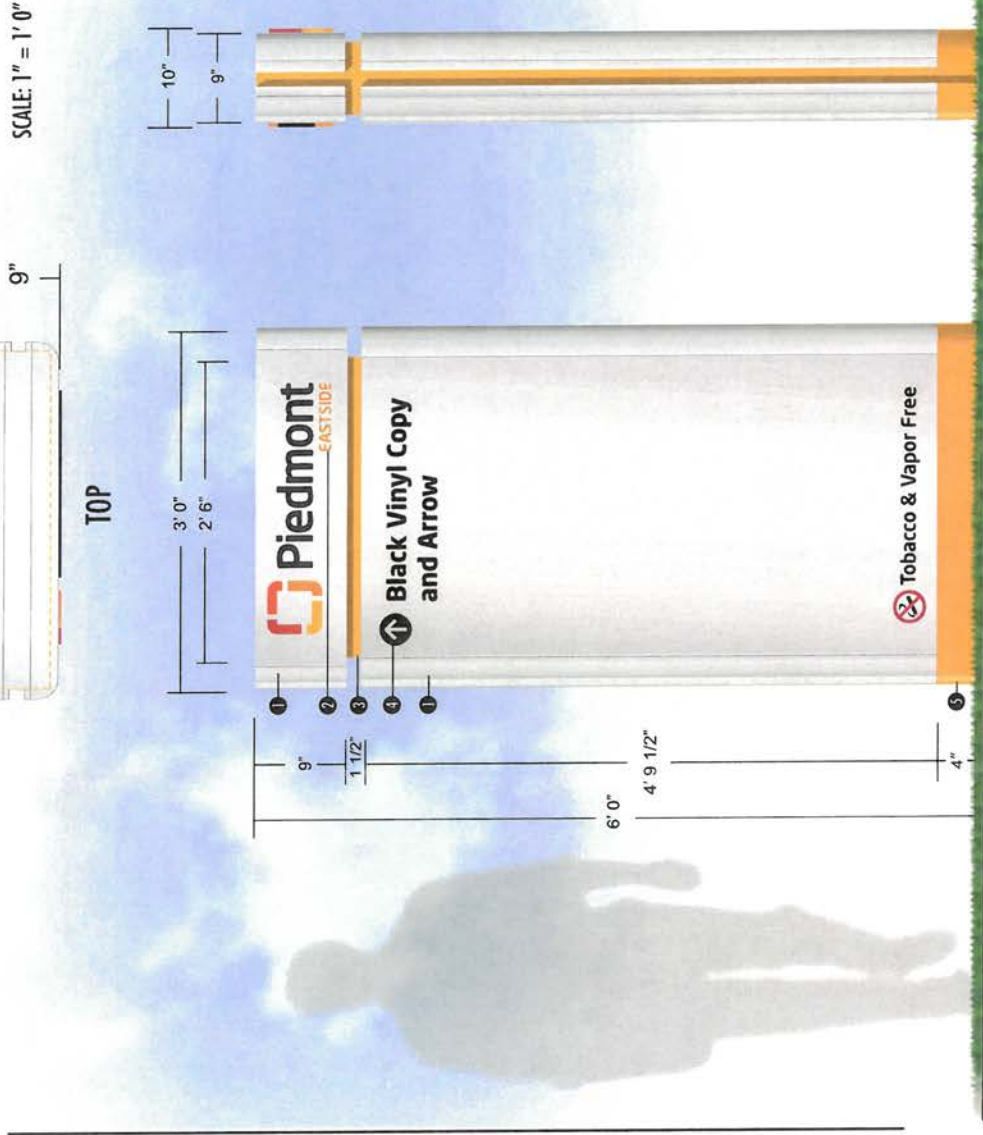 SCALE: 1" = 1' 0"
9"
TOP
3' 0"
2' 6"
10"
9"
Piedmont
EASTSIDE
Black Vinyl Copy
and Arrow
Tobacco & Vapor Free
1
2
3
4
1
5
9"
1 1/2"
4' 9 1/2"
4"
6' 0"